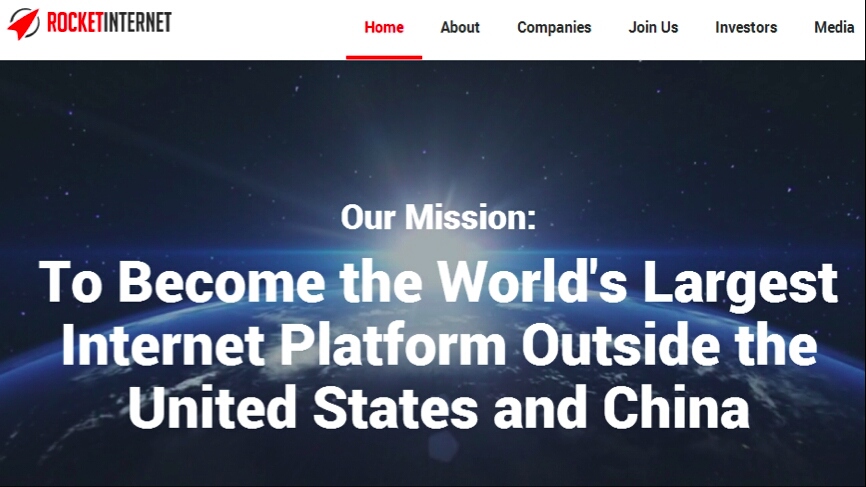 ROCKETINTERNET
Home About Companies Join Us Investors Media
Our Mission:
To Become the World's Largest
Internet Platform Outside the
United States and China